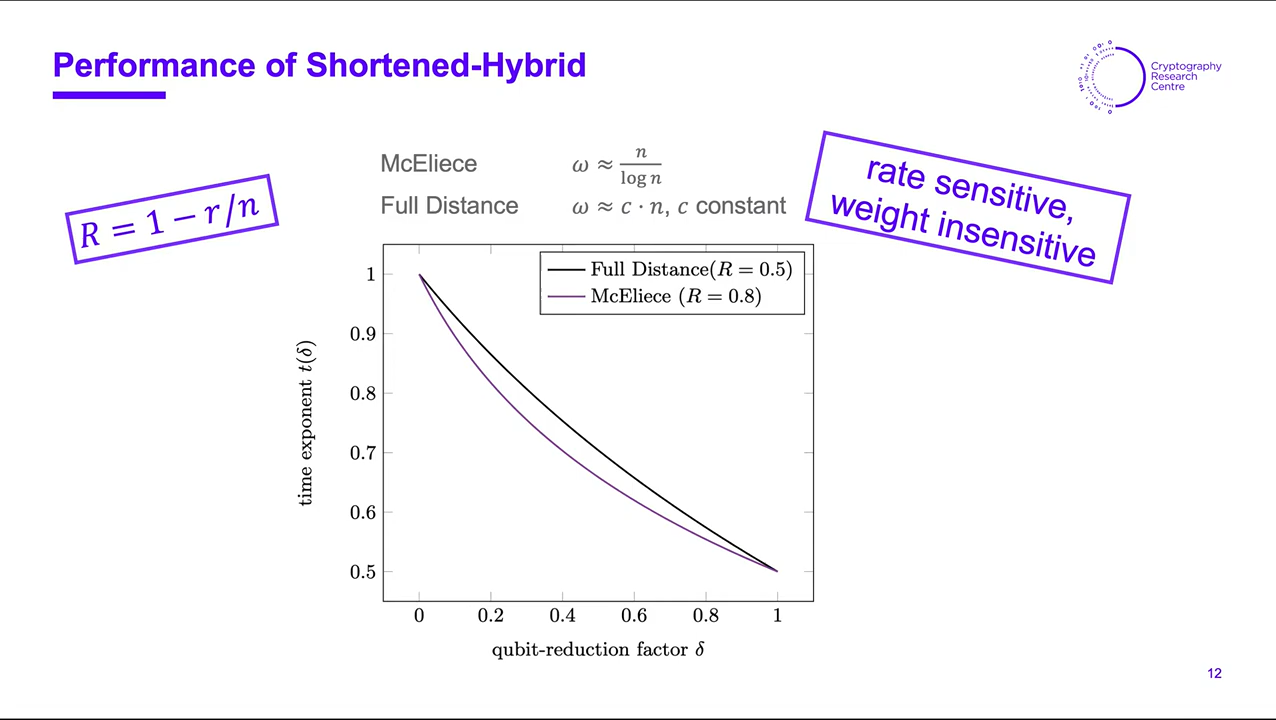 Performance of Shortened-Hybrid
Cryptography
Research
Centre
R = 1 − r/n
McEliece ω ≈ n / log n
Full Distance ω ≈ c · n, c constant
rate sensitive,
weight insensitive
Full Distance(R = 0.5)
McEliece (R = 0.8)
time exponent t(δ)
1
0.9
0.8
0.7
0.6
0.5
0 0.2 0.4 0.6 0.8 1
qubit-reduction factor δ
12